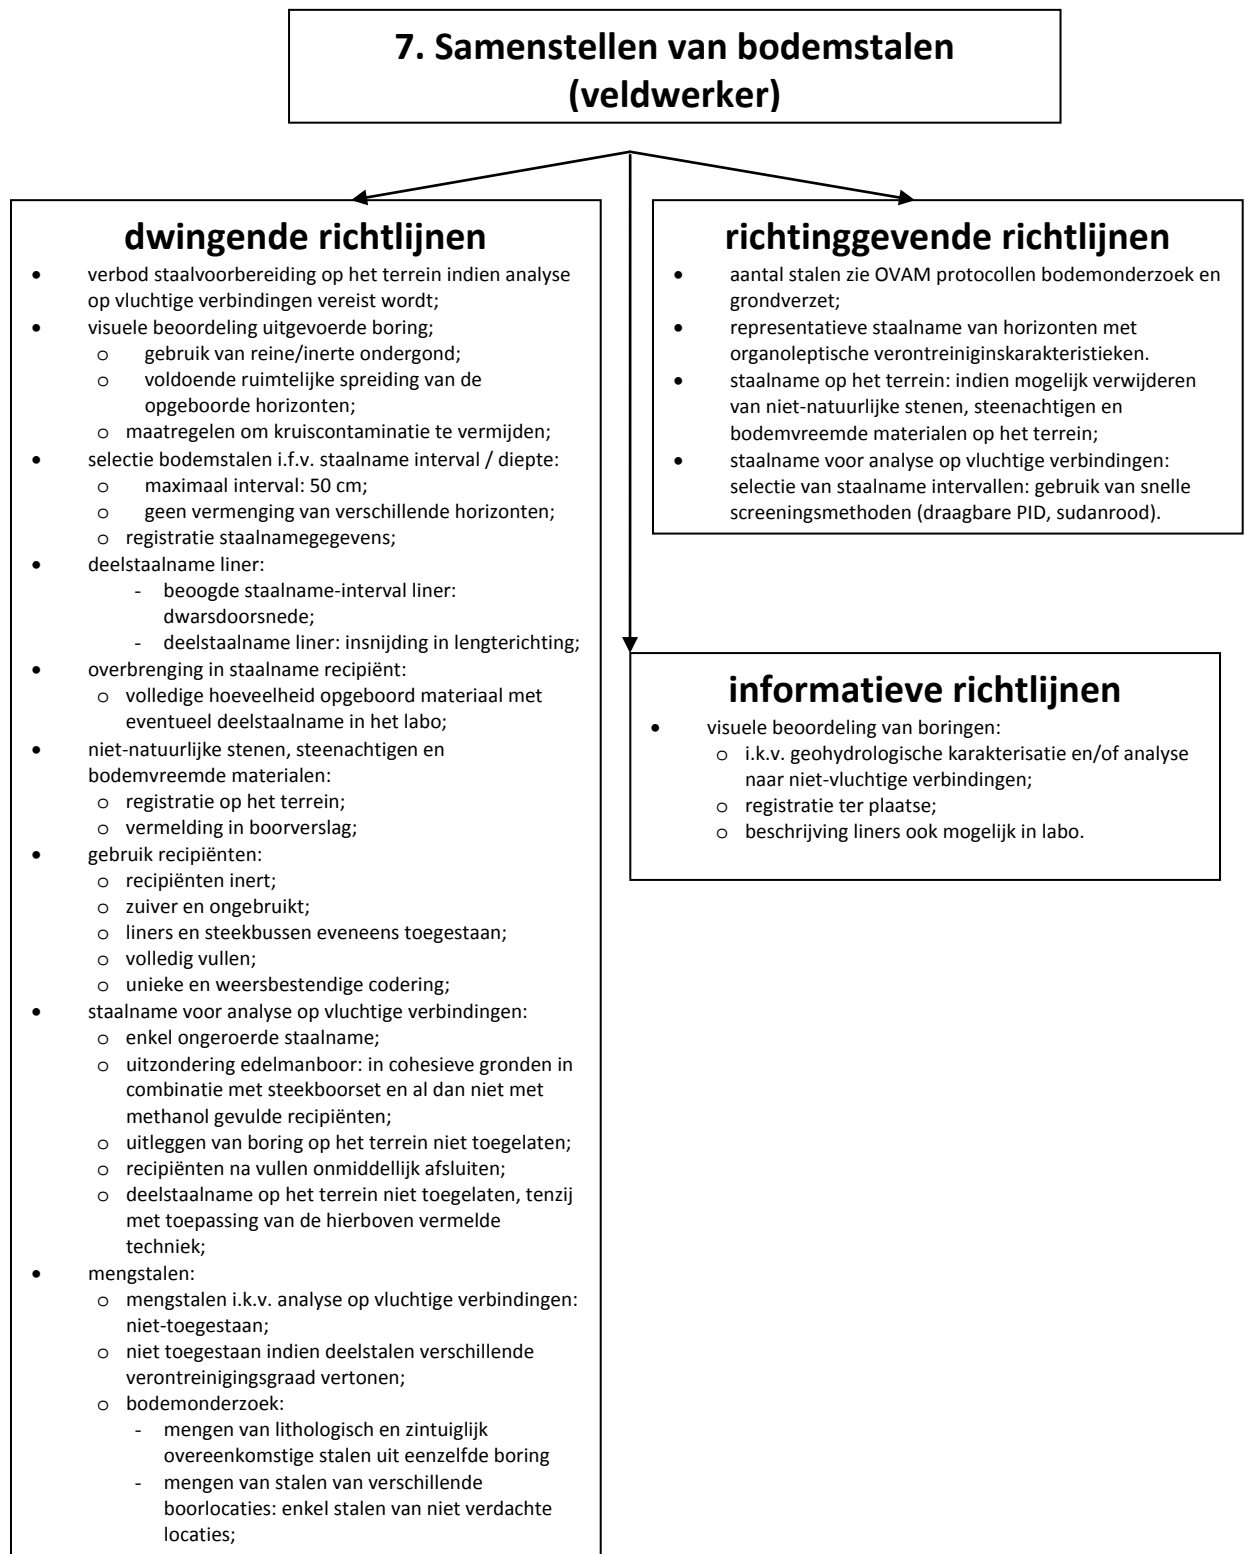 7. Samenstellen van bodemstalen
(veldwerker)
dwingende richtlijnen
• verbod staalvoorbereiding op het terrein indien analyse
op vluchtige verbindingen vereist wordt;
• visuele beoordeling uitgevoerde boring;
o gebruik van reine/inerte ondergond;
o voldoende ruimtelijke spreiding van de
opgeboorde horizonten;
o maatregelen om kruiscontaminatie te vermijden;
• selectie bodemstalen i.f.v. staalname interval / diepte:
o maximaal interval: 50 cm;
o geen vermenging van verschillende horizonten;
o registratie staalnamegegevens;
• deelstaalname liner:
- beoogde staalname-interval liner:
dwarsdoorsnede;
- deelstaalname liner: insnijding in lengterichting;
• overbrenging in staalname recipiënt:
o volledige hoeveelheid opgeboord materiaal met
eventueel deelstaalname in het labo;
• niet-natuurlijke stenen, steenachtigen en
bodemvreemde materialen:
o registratie op het terrein;
o vermelding in boorverslag;
• gebruik recipiënten:
o recipiënten inert;
o zuiver en ongebruikt;
o liners en steekbussen eveneens toegestaan;
o volledig vullen;
o unieke en weersbestendige codering;
• staalname voor analyse op vluchtige verbindingen:
o enkel ongeroerde staalname;
o uitzondering edelmanboor: in cohesieve gronden in
combinatie met steekboorset en al dan niet met
methanol gevulde recipiënten;
o uitleggen van boring op het terrein niet toegelaten;
o recipiënten na vullen onmiddellijk afsluiten;
o deelstaalname op het terrein niet toegelaten, tenzij
met toepassing van de hierboven vermelde
techniek;
• mengstalen:
o mengstalen i.k.v. analyse op vluchtige verbindingen:
niet-toegestaan;
o niet toegestaan indien deelstalen verschillende
verontreinigingsgraad vertonen;
o bodemonderzoek:
- mengen van lithologisch en zintuiglijk
overeenkomstige stalen uit eenzelfde boring
- mengen van stalen van verschillende
boorlocaties: enkel stalen van niet verdachte
locaties;
richtinggevende richtlijnen
• aantal stalen zie OVAM protocollen bodemonderzoek en
grondverzet;
• representatieve staalname van horizonten met
organoleptische verontreiniginskarakteristieken.
• staalname op het terrein: indien mogelijk verwijderen
van niet-natuurlijke stenen, steenachtigen en
bodemvreemde materialen op het terrein;
• staalname voor analyse op vluchtige verbindingen:
selectie van staalname intervallen: gebruik van snelle
screeningsmethoden (draagbare PID, sudanrood).
informatieve richtlijnen
• visuele beoordeling van boringen:
o i.k.v. geohydrologische karakterisatie en/of analyse
naar niet-vluchtige verbindingen;
o registratie ter plaatse;
o beschrijving liners ook mogelijk in labo.